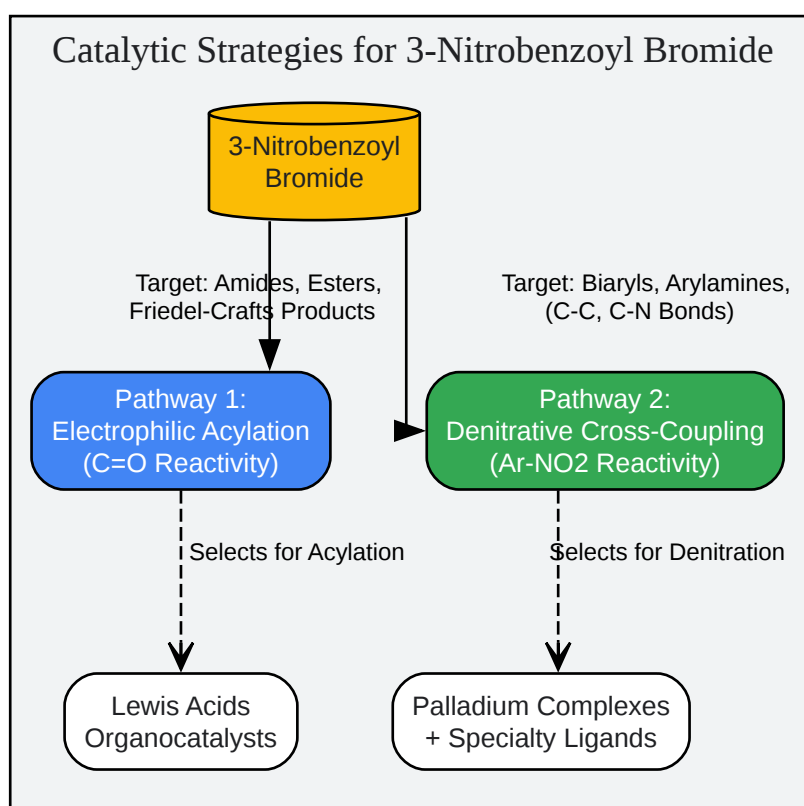 Catalytic Strategies for 3-Nitrobenzoyl Bromide
3-Nitrobenzoyl
Bromide
Target: Amides, Esters,
Friedel-Crafts Products
Target: Biaryls, Arylamines,
(C-C, C-N Bonds)
Pathway 1:
Electrophilic Acylation
(C=O Reactivity)
Pathway 2:
Denitrative Cross-Coupling
(Ar-NO2 Reactivity)
Selects for Acylation
Selects for Denitration
Lewis Acids
Organocatalysts
Palladium Complexes
+ Specialty Ligands